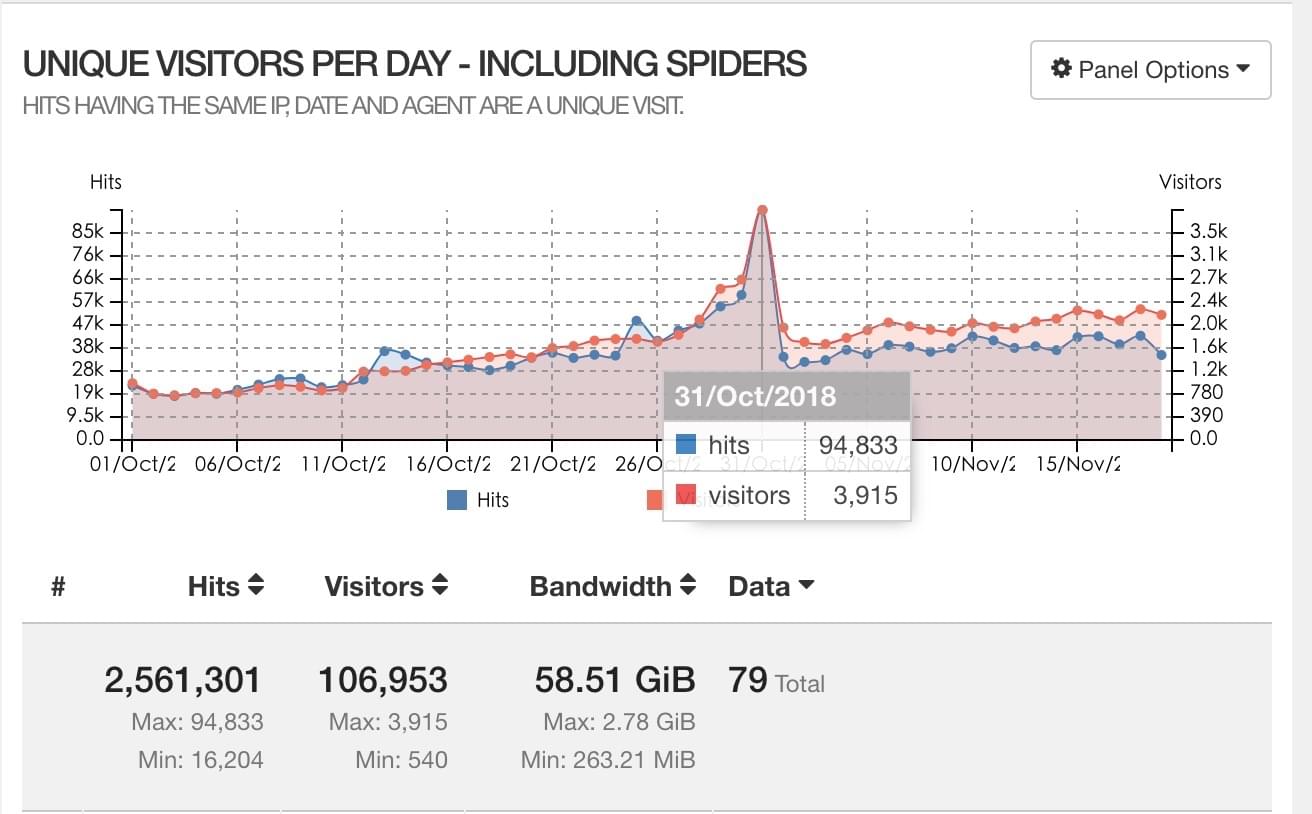 UNIQUE VISITORS PER DAY - INCLUDING SPIDERS
Panel Options
HITS HAVING THE SAME IP, DATE AND AGENT ARE A UNIQUE VISIT.
Hits
Visitors
85k
76k
66k
57k
47k
38k
28k
19k
9.5k
0.0
3.5k
3.1k
2.7k
2.4k
2.0k
1.6k
1.2k
780
390
0.0
01/Oct/2 06/Oct/2 11/Oct/2 16/Oct/2 21/Oct/2 26/Oct/2 31/Oct/2 05/Nov/2 10/Nov/2 15/Nov/2
31/Oct/2018
hits 94,833
visitors 3,915
Hits Visitors
# Hits Visitors Bandwidth Data
2,561,301 106,953 58.51 GiB 79 Total
Max: 94,833 Max: 3,915 Max: 2.78 GiB
Min: 16,204 Min: 540 Min: 263.21 MiB